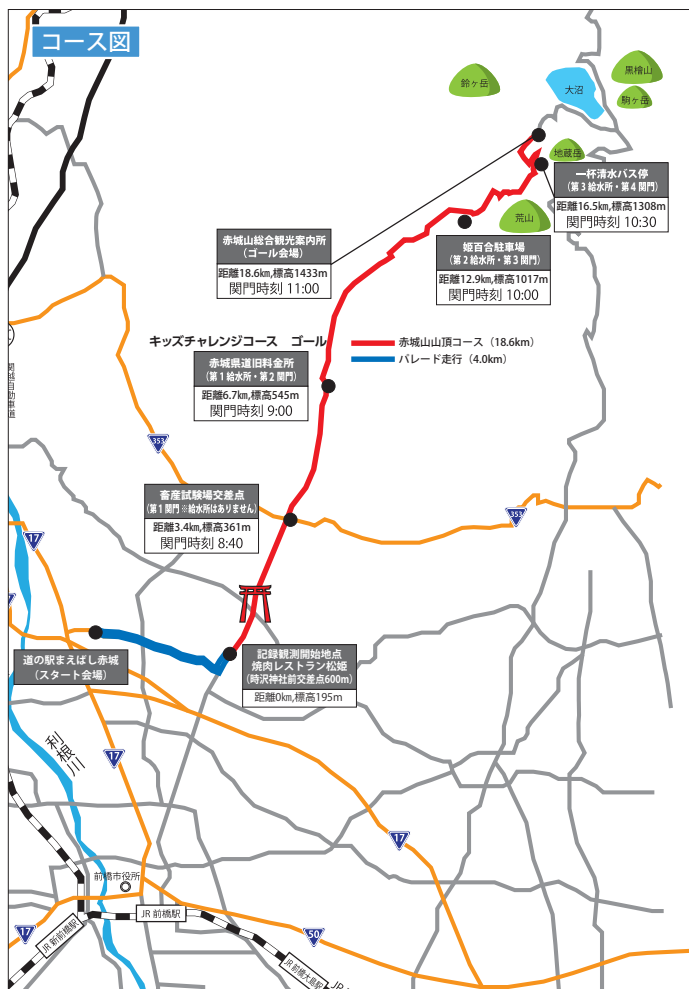 コース図
鈴ヶ岳
大沼
黒檜山
駒ヶ岳
地蔵岳
荒山
一杯清水バス停
（第３給水所・第４関門）
距離16.5㎞,標高1308m
関門時刻 10:30
赤城山総合観光案内所
（ゴール会場）
距離18.6㎞,標高1433m
関門時刻 11:00
姫百合駐車場
（第２給水所・第３関門）
距離12.9㎞,標高1017m
関門時刻 10:00
キッズチャレンジコース　ゴール
赤城山山頂コース（18.6km）
パレード走行（4.0km）
赤城県道旧料金所
（第１給水所・第２関門）
距離6.7㎞,標高545m
関門時刻 9:00
関越自動車道
353
畜産試験場交差点
（第１関門 ※給水所はありません）
距離3.4㎞,標高361m
関門時刻 8:40
353
17
道の駅まえばし赤城
（スタート会場）
記録観測開始地点
焼肉レストラン松姫
（時沢神社前交差点600m）
距離0㎞,標高195m
利根川
17
17
前橋市役所
JR 前橋駅
17
JR 新前橋駅
50
JR 前橋大島駅